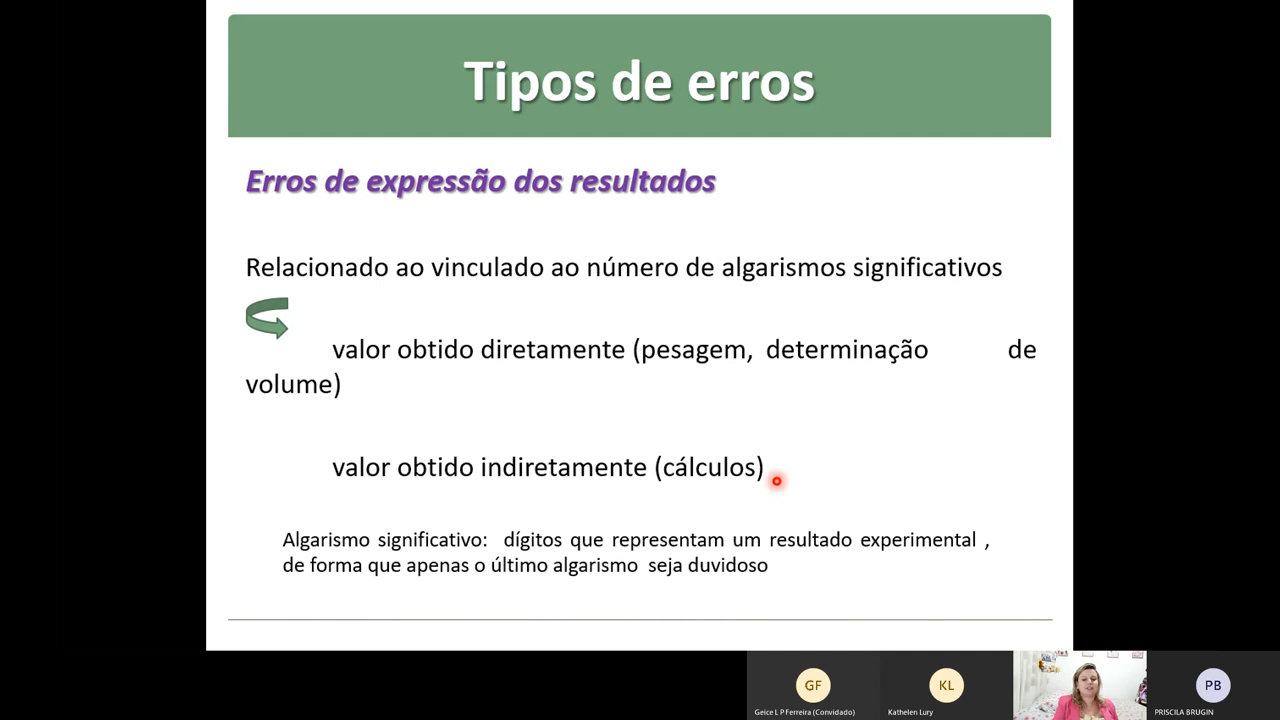 Tipos de erros
Erros de expressão dos resultados
Relacionado ao vinculado ao número de algarismos significativos
valor obtido diretamente (pesagem, determinação de
volume)
valor obtido indiretamente (cálculos)
Algarismo significativo: dígitos que representam um resultado experimental ,
de forma que apenas o último algarismo seja duvidoso
GF
KL
PB
Geice L P Ferreira (Convidado)
Kathelen Lury
PRISCILA BRUGIN